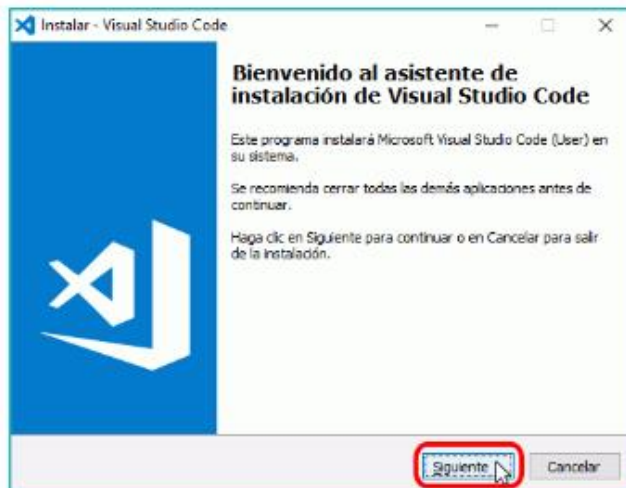 Instalar - Visual Studio Code
Bienvenido al asistente de
instalación de Visual Studio Code
Este programa instalará Microsoft Visual Studio Code (User) en
su sistema.
Se recomienda cerrar todas las demás aplicaciones antes de
continuar.
Haga clic en Siguiente para continuar o en Cancelar para salir
de la instalación.
Siguiente
Cancelar